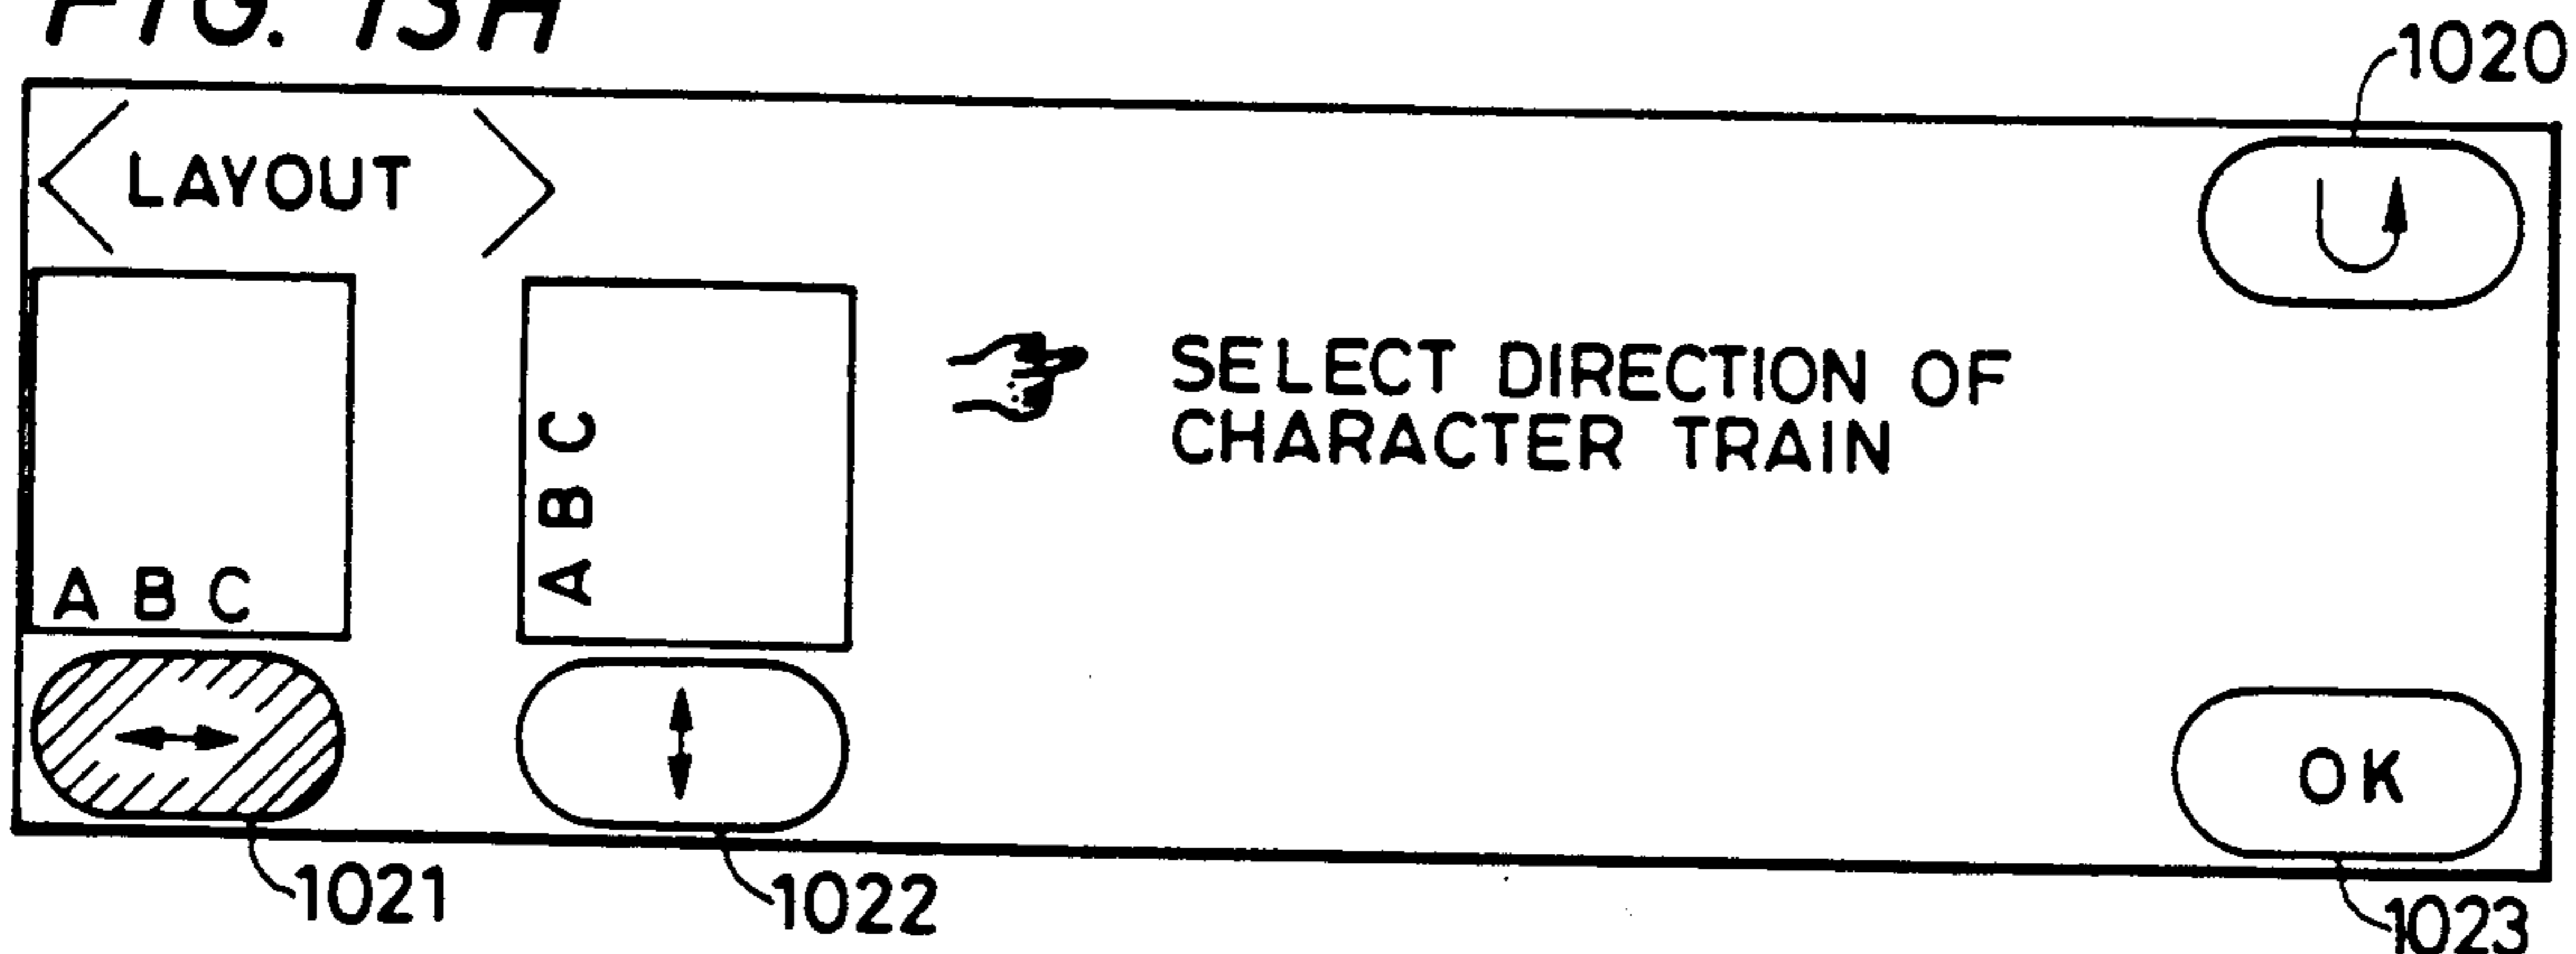 FIG. 13H
1020
< LAYOUT >
SELECT DIRECTION OF
CHARACTER TRAIN
A B C
A B C
OK
1021
1022
1023